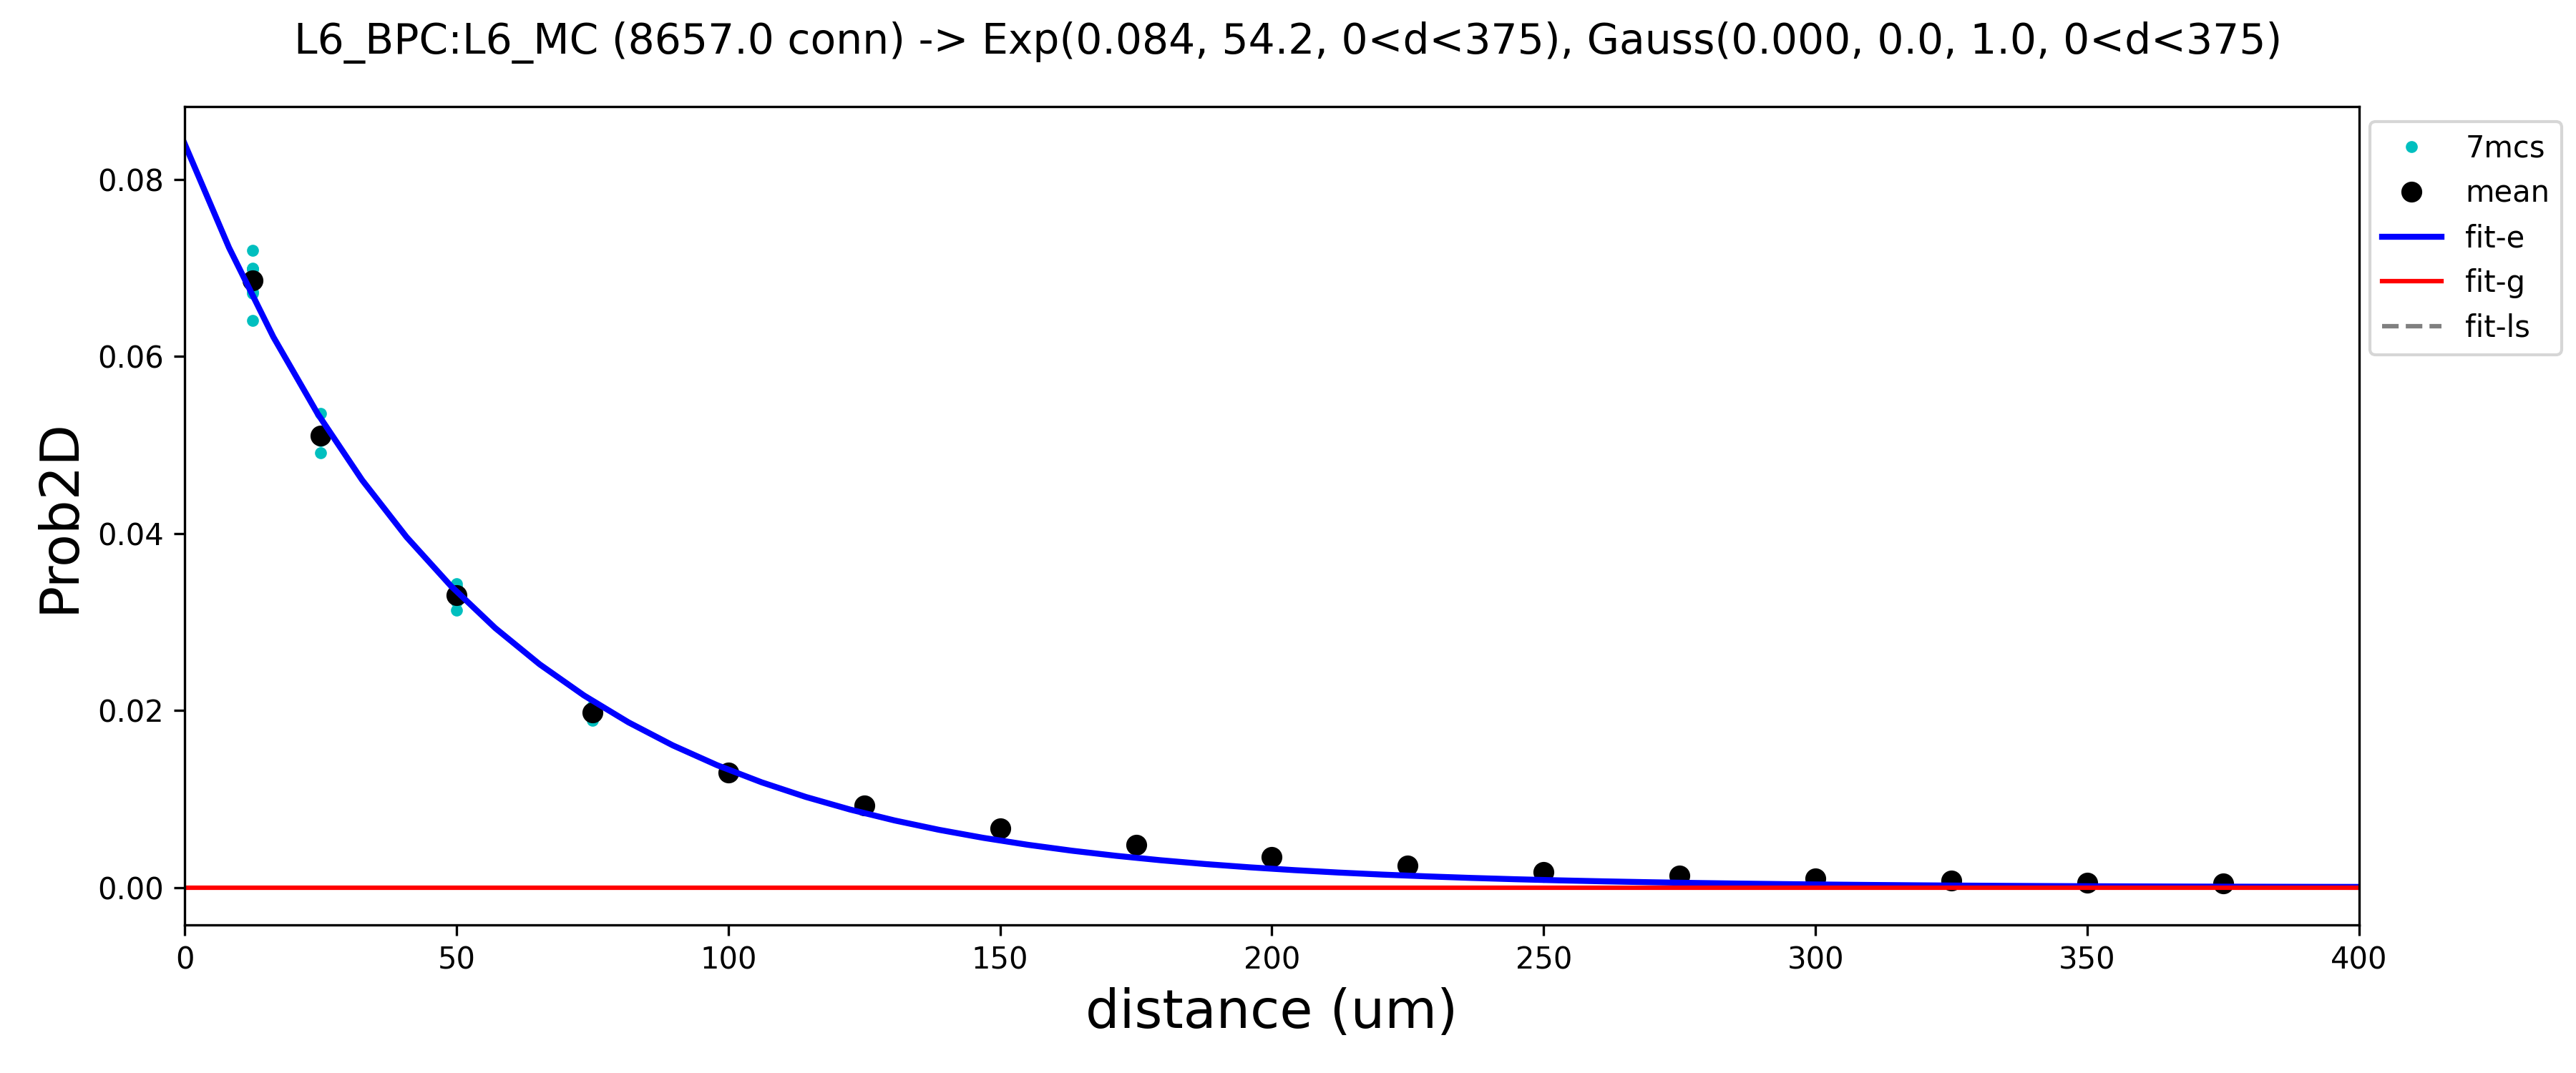 L6_BPC:L6_MC (8657.0 conn) -> Exp(0.084, 54.2, 0<d<375), Gauss(0.000, 0.0, 1.0, 0<d<375)
7mcs
mean
fit-e
fit-g
fit-ls
Prob2D
0.08
0.06
0.04
0.02
0.00
0 50 100 150 200 250 300 350 400
distance (um)